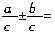 a/c ± b/c =